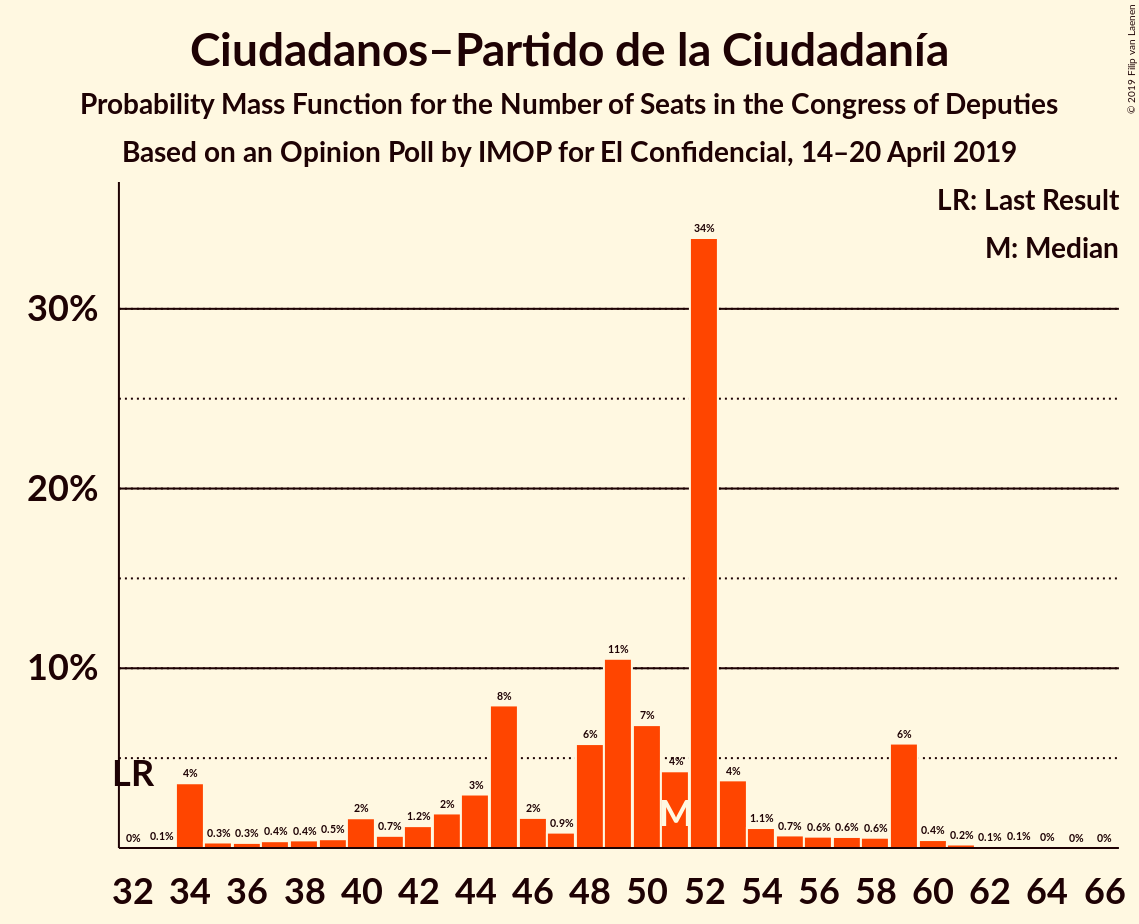 Ciudadanos–Partido de la Ciudadanía
Probability Mass Function for the Number of Seats in the Congress of Deputies
Based on an Opinion Poll by IMOP for El Confidencial, 14–20 April 2019
© 2019 Filip van Laenen
LR: Last Result
M: Median
30%
20%
10%
LR
M
0% 0.1% 4% 0.3% 0.3% 0.4% 0.4% 0.5% 2% 0.7% 1.2% 2% 3% 8% 2% 0.9% 6% 11% 7% 4% 34% 4% 1.1% 0.7% 0.6% 0.6% 0.6% 6% 0.4% 0.2% 0.1% 0.1% 0% 0% 0%
32 34 36 38 40 42 44 46 48 50 52 54 56 58 60 62 64 66